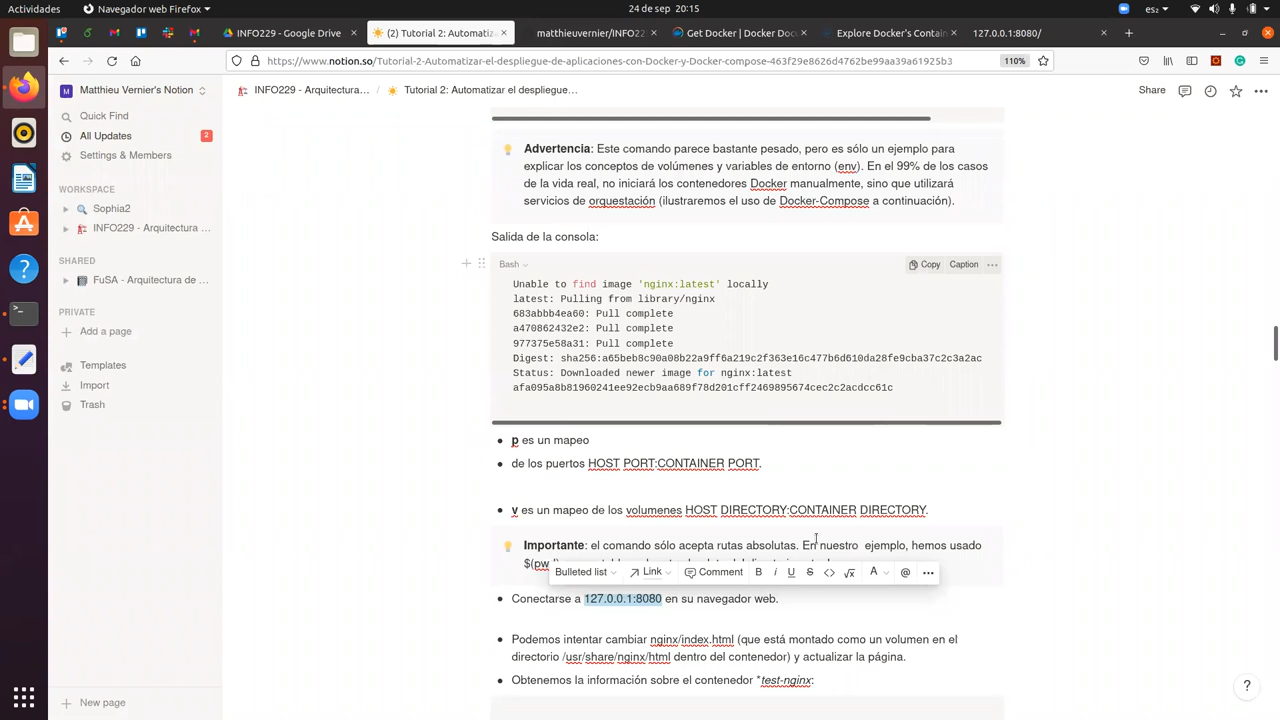 Actividades
Navegador web Firefox
24 de sep 20:15
es₂
INFO229 - Google Drive
(2) Tutorial 2: Automatiz
matthieuvernier/INFO22
Get Docker | Docker Doc
Explore Docker's Contain
127.0.0.1:8080/
https://www.notion.so/Tutorial-2-Automatizar-el-despliegue-de-aplicaciones-con-Docker-y-Docker-compose-463f29e8626d4762be99aa39a61925b3
110%
Matthieu Vernier's Notion
INFO229 - Arquitectura… / Tutorial 2: Automatizar el despliegue…
Share
Quick Find
All Updates
2
Settings & Members
WORKSPACE
Sophia2
INFO229 - Arquitectura …
SHARED
FuSA - Arquitectura de …
PRIVATE
Add a page
Templates
Import
Trash
New page
Advertencia: Este comando parece bastante pesado, pero es sólo un ejemplo para
explicar los conceptos de volúmenes y variables de entorno (env). En el 99% de los casos
de la vida real, no iniciará los contenedores Docker manualmente, sino que utilizará
servicios de orquestación (ilustraremos el uso de Docker-Compose a continuación).
Salida de la consola:
Bash
Copy
Caption
Unable to find image 'nginx:latest' locally
latest: Pulling from library/nginx
683abbb4ea60: Pull complete
a470862432e2: Pull complete
977375e58a31: Pull complete
Digest: sha256:a65beb8c90a08b22a9ff6a219c2f363e16c477b6d610da28fe9cba37c2c3a2ac
Status: Downloaded newer image for nginx:latest
afa095a8b81960241ee92ecb9aa689f78d201cff2469895674cec2c2acdcc61c
p es un mapeo
de los puertos HOST PORT:CONTAINER PORT.
v es un mapeo de los volumenes HOST DIRECTORY:CONTAINER DIRECTORY.
Importante: el comando sólo acepta rutas absolutas. En nuestro ejemplo, hemos usado
$(pw
Bulleted list
Link
Comment
B i U S <> √x A @
Conectarse a 127.0.0.1:8080 en su navegador web.
Podemos intentar cambiar nginx/index.html (que está montado como un volumen en el
directorio /usr/share/nginx/html dentro del contenedor) y actualizar la página.
Obtenemos la información sobre el contenedor *test-nginx:
?